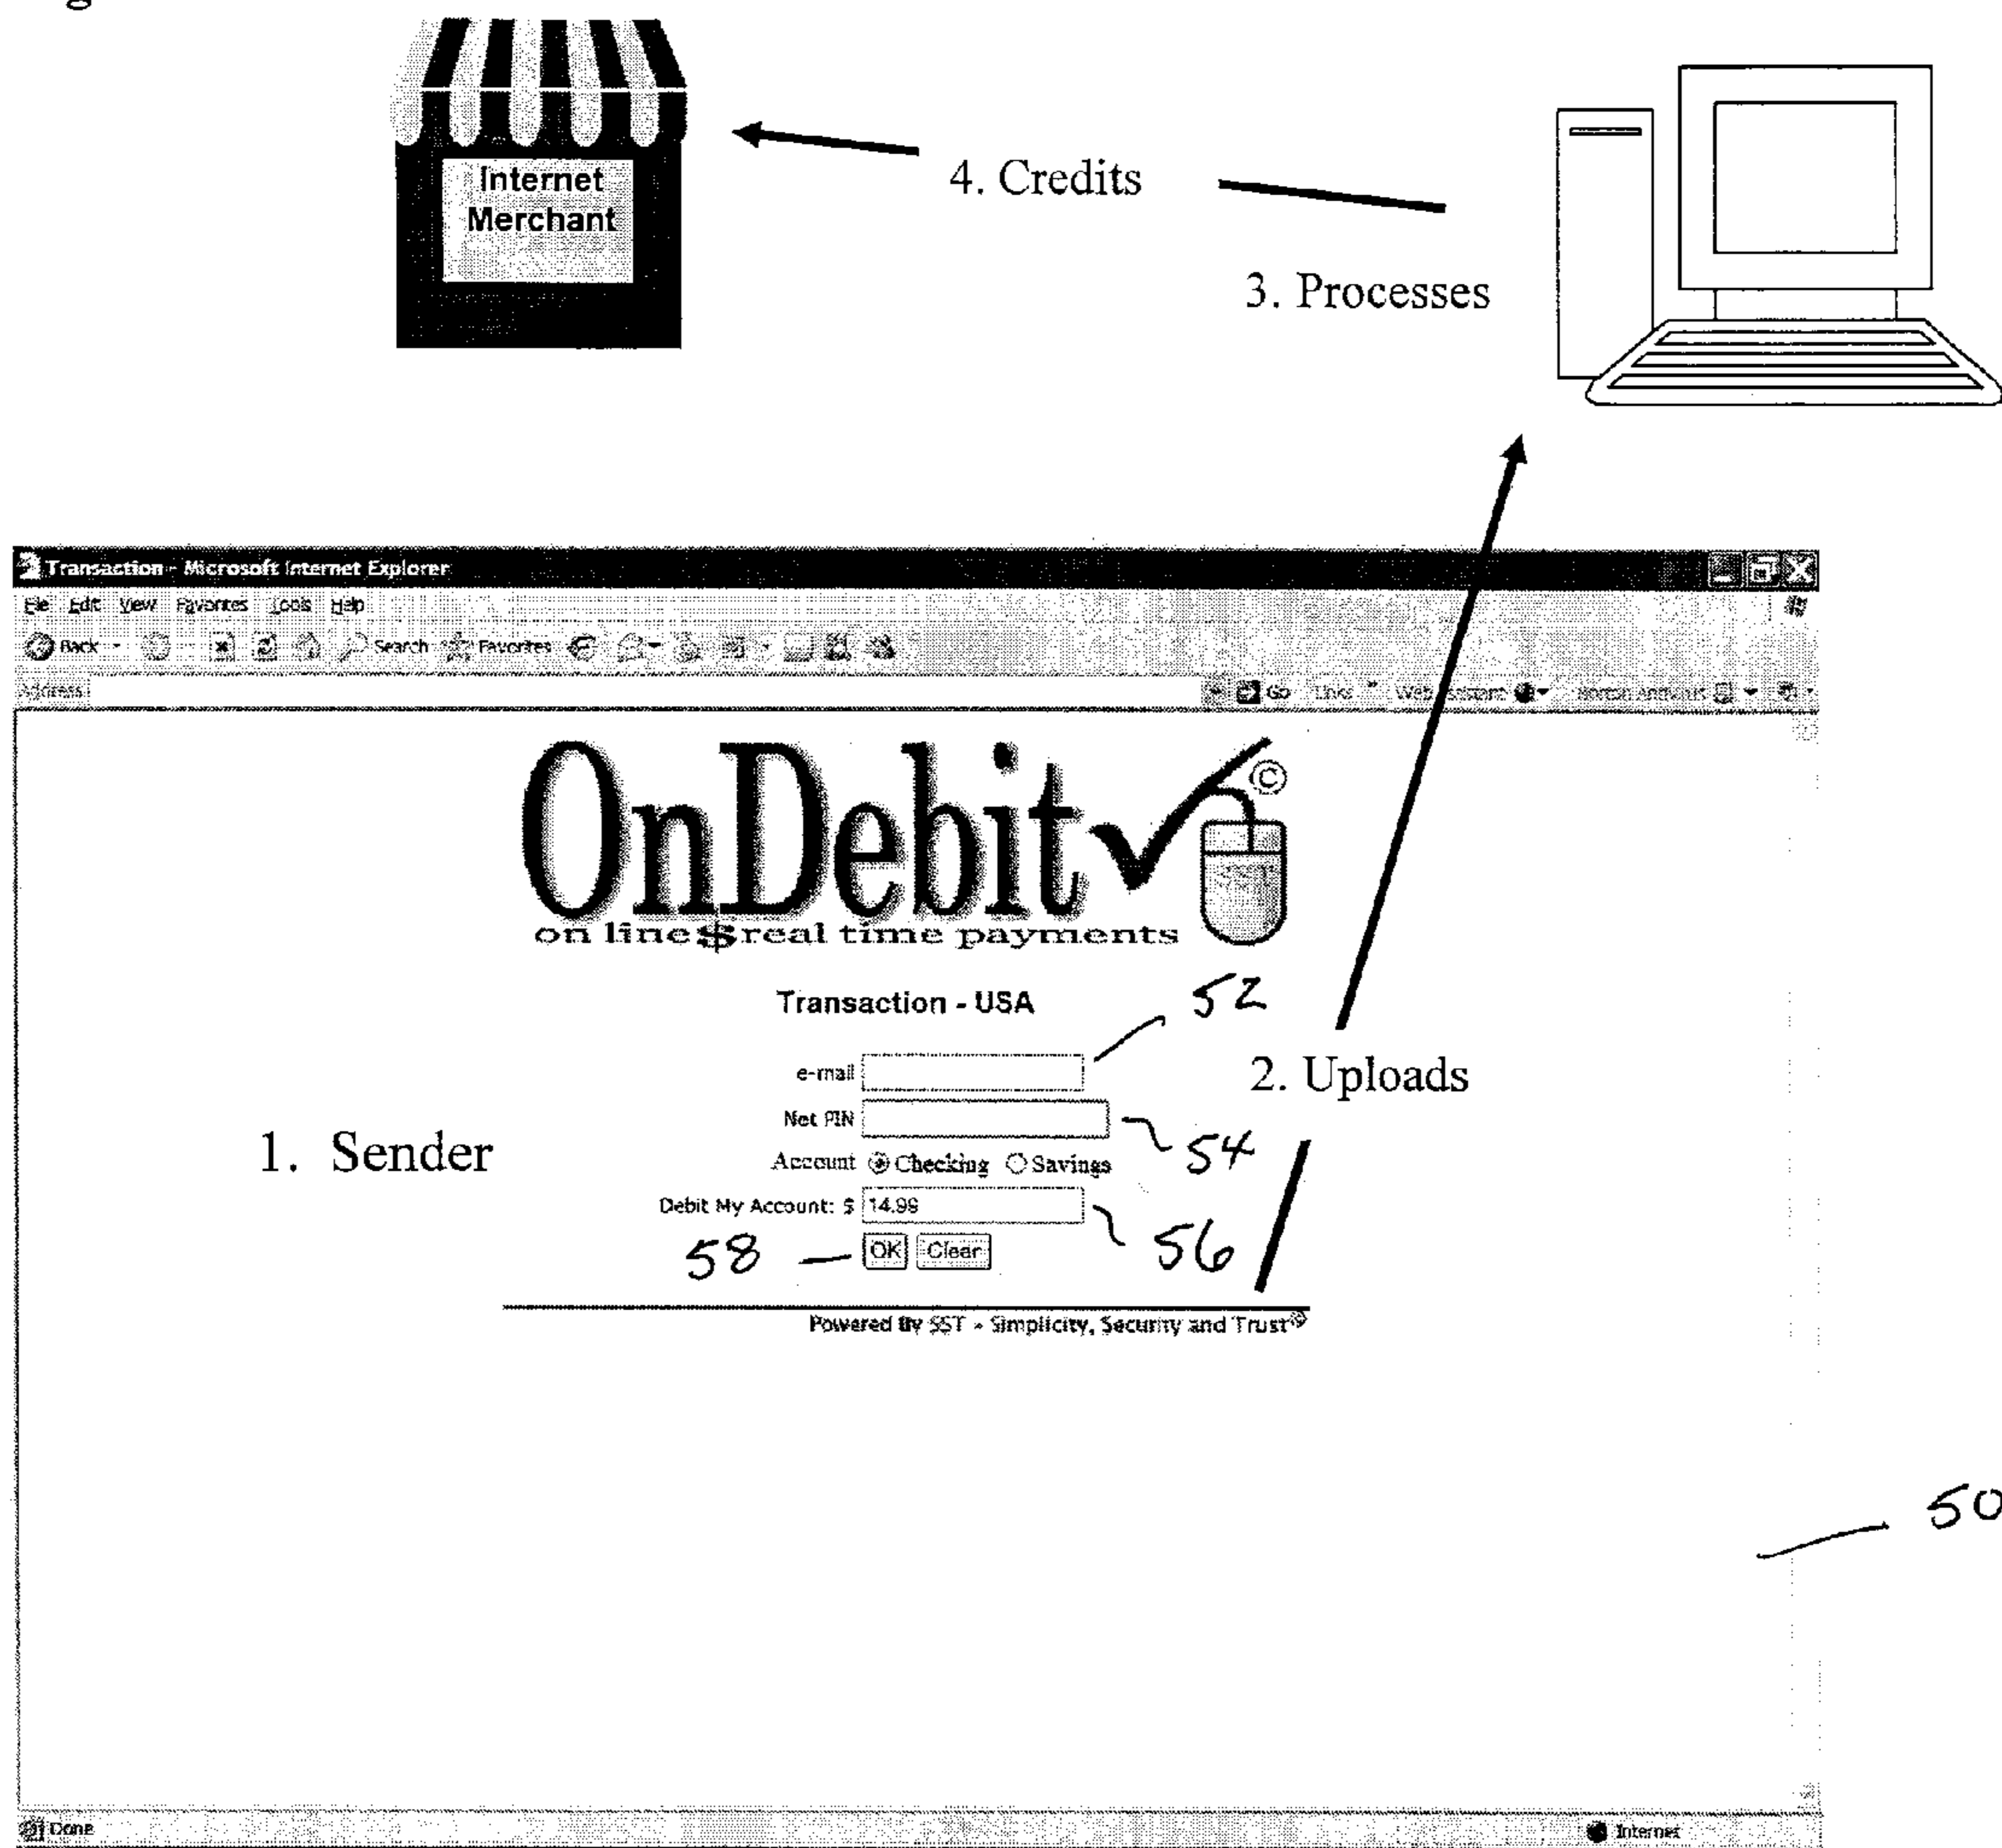 Internet
Merchant
4. Credits
3. Processes
Transaction - Microsoft Internet Explorer
File Edit View Favorites Tools Help
Back Search Favorites
Address Go Links
OnDebit ©
SST
on line $ real time payments
Transaction - USA
52
e-mail
2. Uploads
Net PIN
54
1. Sender
Account Checking Savings
Debit My Account: $ 14.99
56
58
OK Clear
Powered By SST - Simplicity, Security and Trust©
50
Done Internet